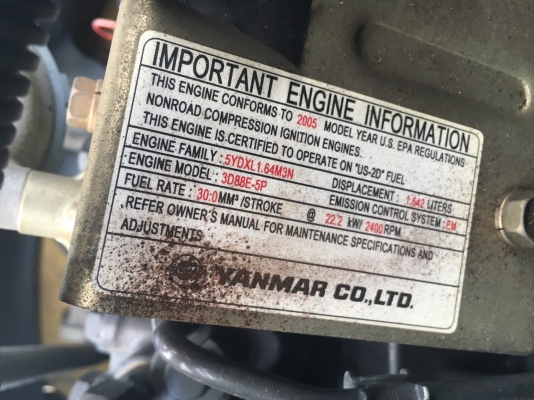 IMPORTANT ENGINE INFORMATION
THIS ENGINE CONFORMS TO 2005 MODEL YEAR U.S. EPA REGULATIONS
NONROAD COMPRESSION IGNITION ENGINES.
THIS ENGINE IS CERTIFIED TO OPERATE ON "US-2D" FUEL
ENGINE FAMILY : 5YDXL1.64M3N DISPLACEMENT : 1.642 LITERS
ENGINE MODEL : 3D88E-5P EMISSION CONTROL SYSTEM : EM
FUEL RATE : 30.0MM³/STROKE @ 22.2 kW/ 2400RPM
REFER OWNER'S MANUAL FOR MAINTENANCE SPECIFICATIONS AND
ADJUSTMENTS
YANMAR CO.,LTD.